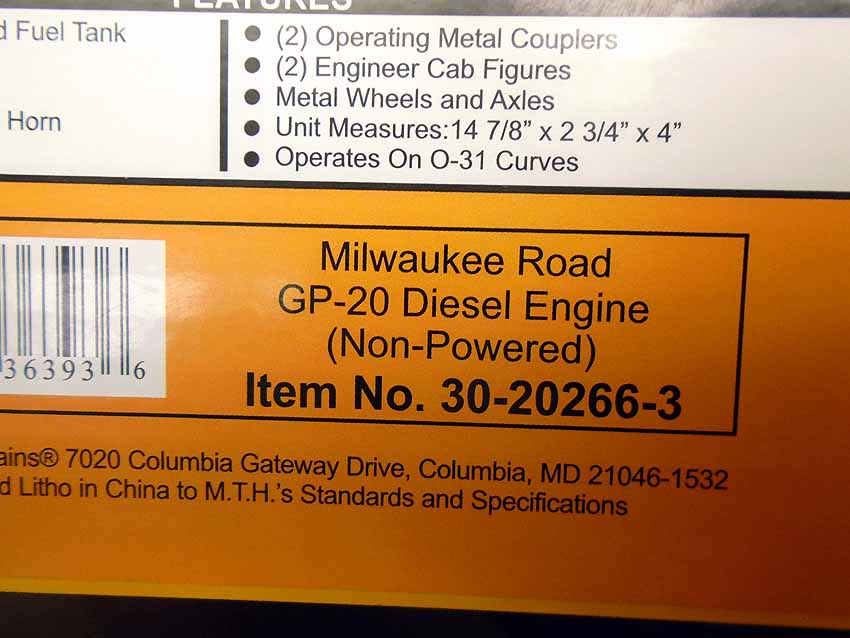 FEATURES
d Fuel Tank
Horn
(2) Operating Metal Couplers
(2) Engineer Cab Figures
Metal Wheels and Axles
Unit Measures:14 7/8” x 2 3/4” x 4”
Operates On O-31 Curves
36393 6
Milwaukee Road
GP-20 Diesel Engine
(Non-Powered)
Item No. 30-20266-3
ains® 7020 Columbia Gateway Drive, Columbia, MD 21046-1532
d Litho in China to M.T.H.’s Standards and Specifications